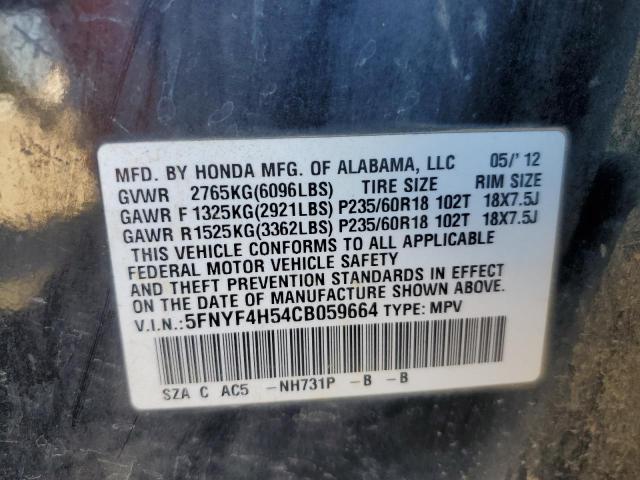 MFD. BY HONDA MFG. OF ALABAMA, LLC 05/'12
GVWR 2765KG(6096LBS) TIRE SIZE RIM SIZE
GAWR F 1325KG(2921LBS) P235/60R18 102T 18X7.5J
GAWR R 1525KG(3362LBS) P235/60R18 102T 18X7.5J
THIS VEHICLE CONFORMS TO ALL APPLICABLE
FEDERAL MOTOR VEHICLE SAFETY
AND THEFT PREVENTION STANDARDS IN EFFECT
ON THE DATE OF MANUFACTURE SHOWN ABOVE.
V.I.N.:5FNYF4H54CB059664 TYPE: MPV
SZA C AC5 -NH731P -B -B